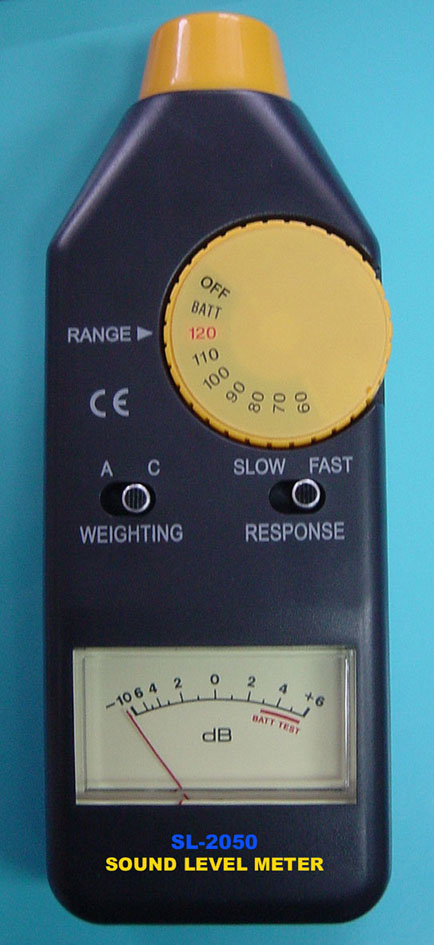 OFF
BATT
RANGE 120
110
100
90
80
70
60
CE
A C
SLOW FAST
WEIGHTING
RESPONSE
-10 6 4 2 0 2 4 +6
dB
BATT TEST
SL-2050
SOUND LEVEL METER